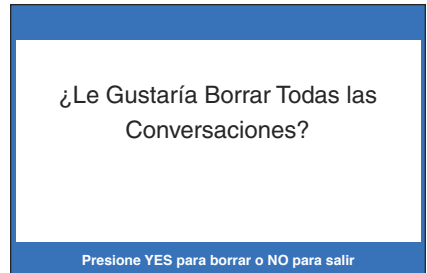 ¿Le Gustaría Borrar Todas las
Conversaciones?
Presione YES para borrar o NO para salir